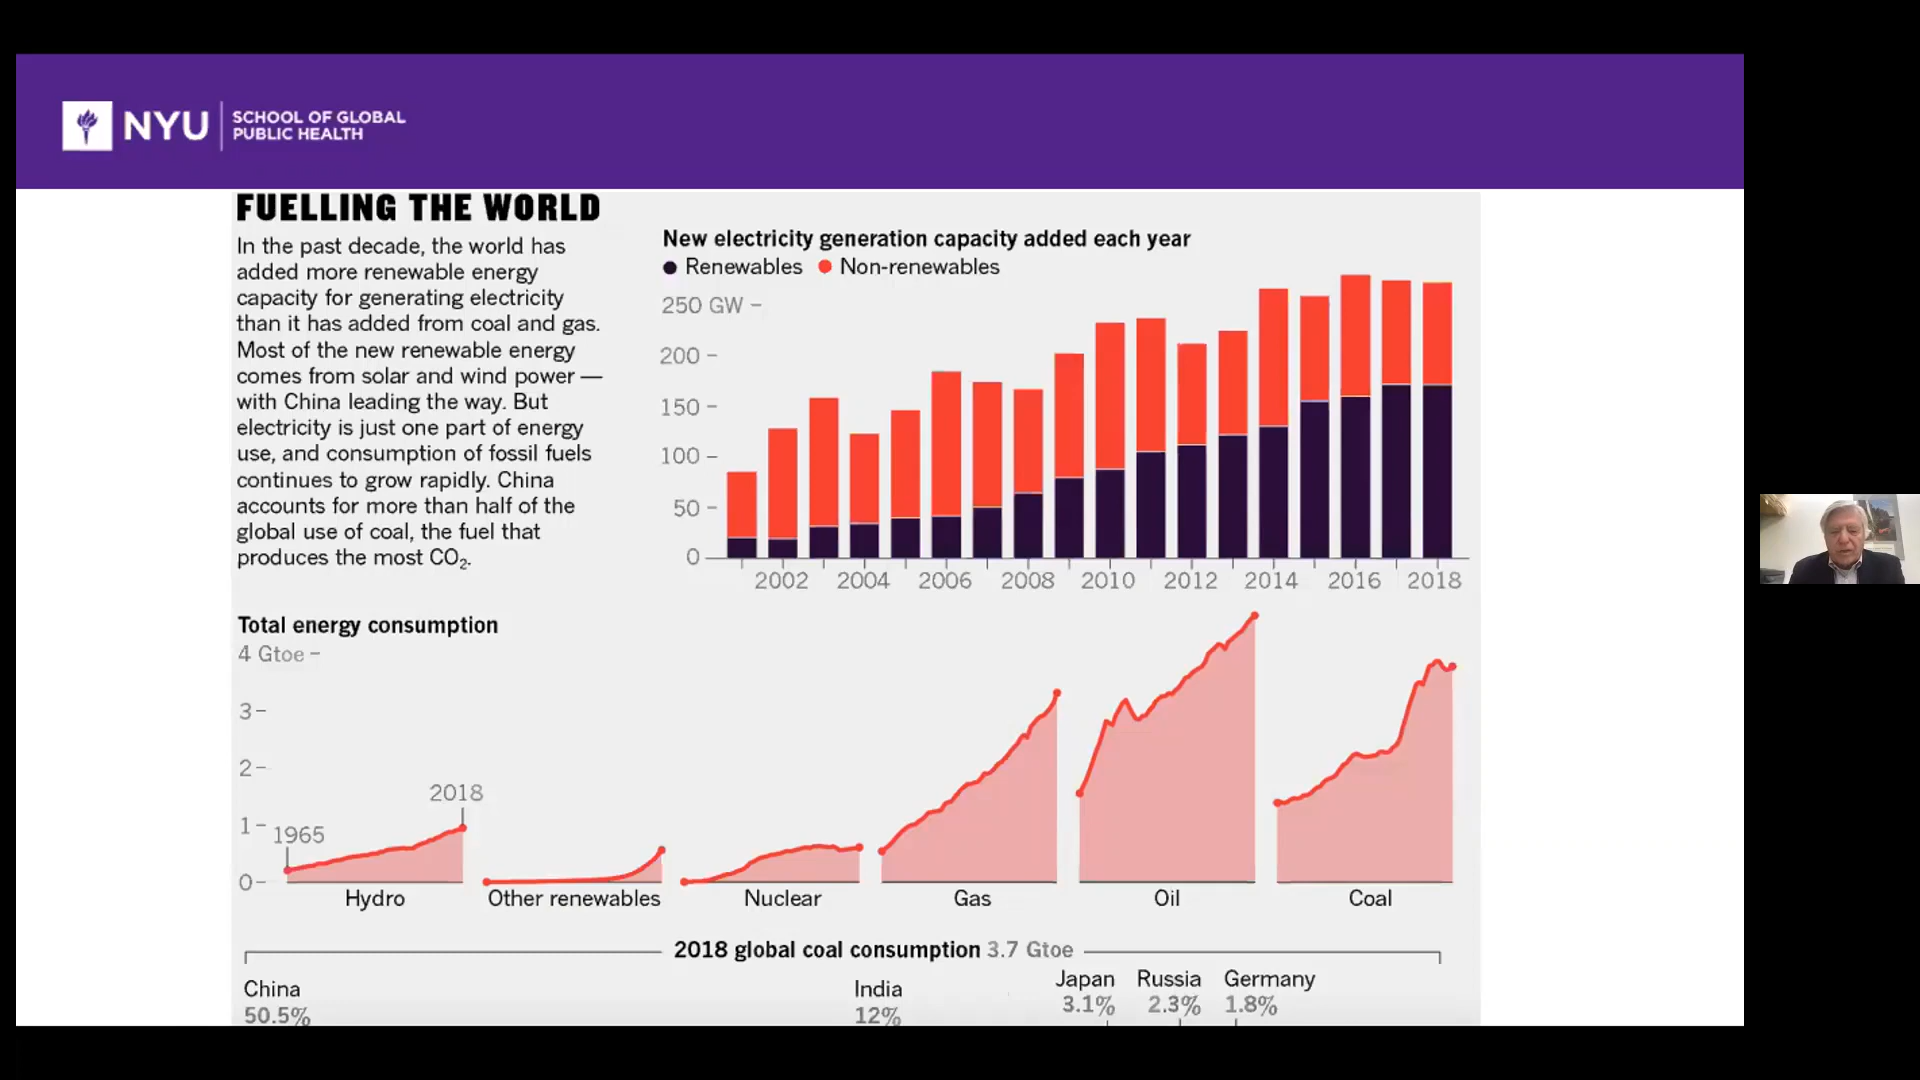 NYU
SCHOOL OF GLOBAL
PUBLIC HEALTH
FUELLING THE WORLD
In the past decade, the world has
added more renewable energy
capacity for generating electricity
than it has added from coal and gas.
Most of the new renewable energy
comes from solar and wind power —
with China leading the way. But
electricity is just one part of energy
use, and consumption of fossil fuels
continues to grow rapidly. China
accounts for more than half of the
global use of coal, the fuel that
produces the most CO₂.
New electricity generation capacity added each year
Renewables Non-renewables
250 GW
200
150
100
50
0
2002 2004 2006 2008 2010 2012 2014 2016 2018
Total energy consumption
4 Gtoe
3
2
1
0
1965
2018
Hydro Other renewables Nuclear Gas Oil Coal
2018 global coal consumption 3.7 Gtoe
China India Japan Russia Germany
50.5% 12% 3.1% 2.3% 1.8%